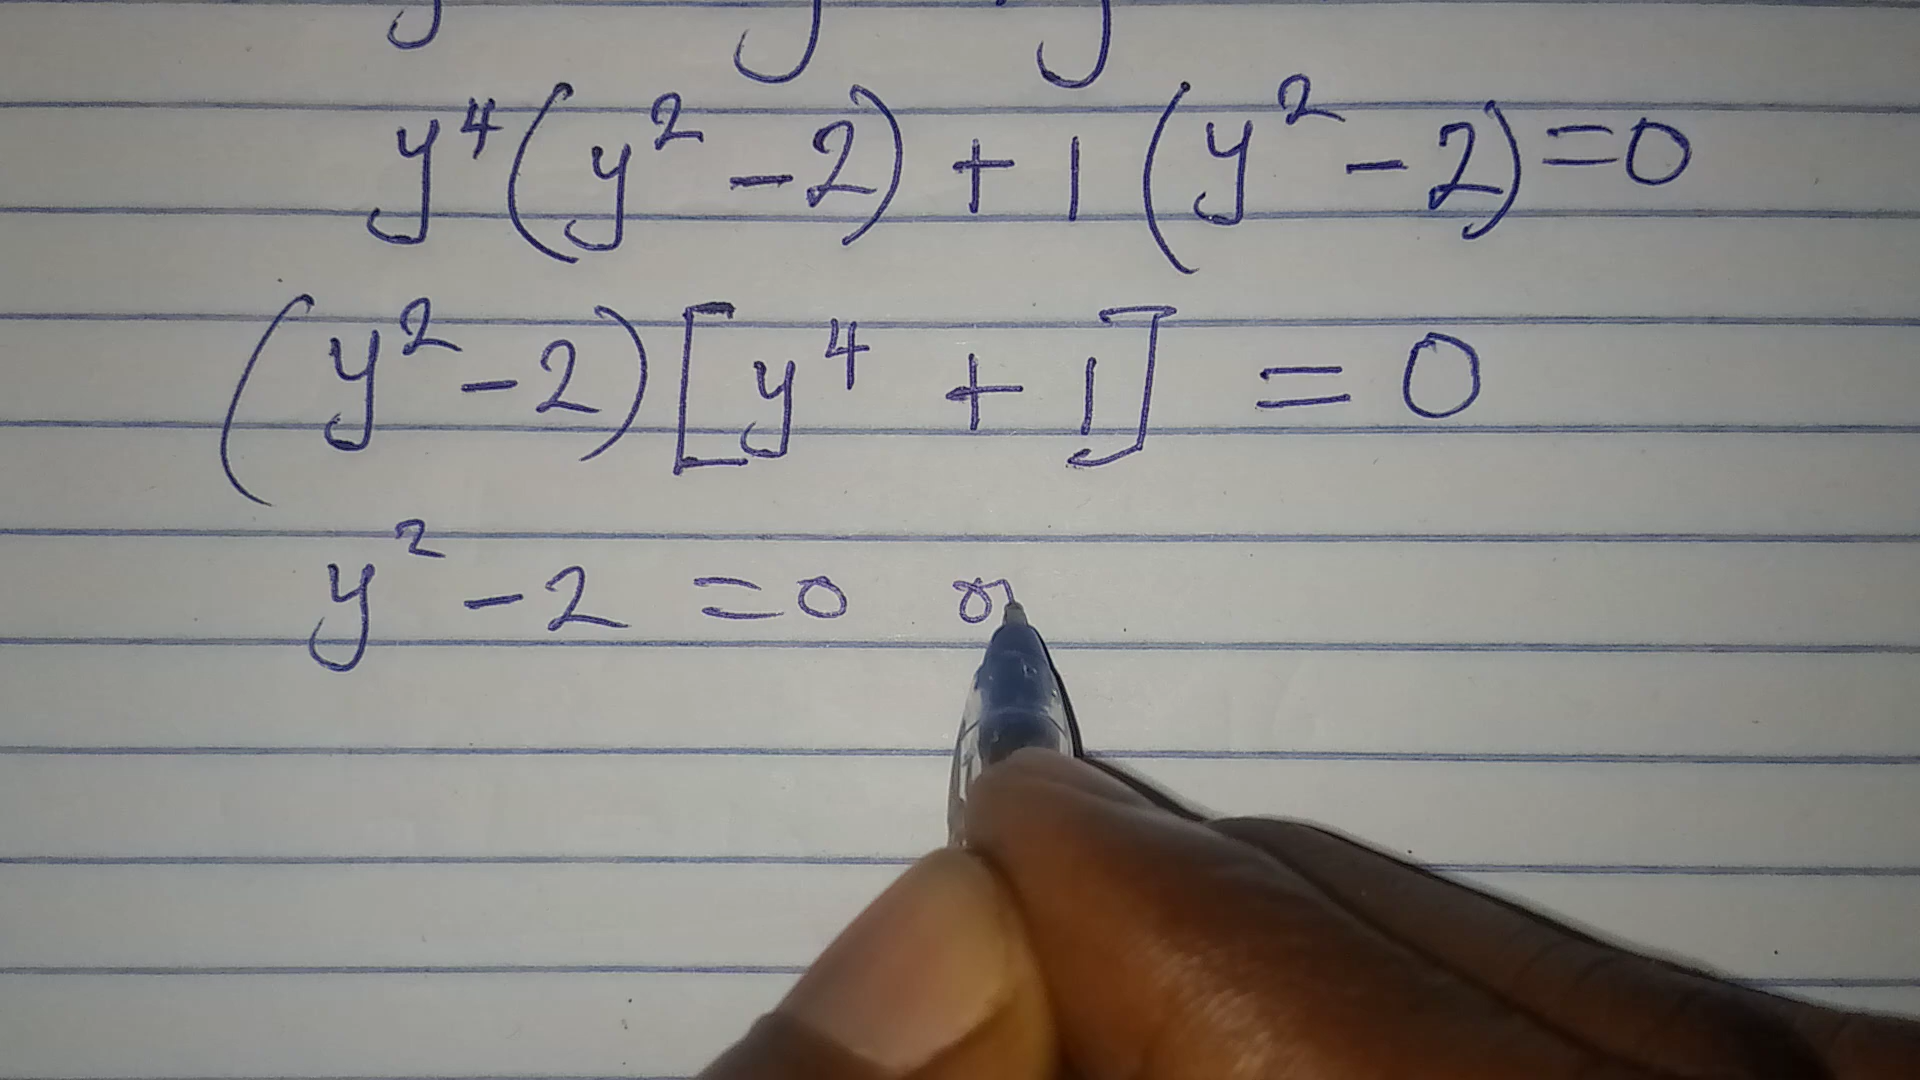 y⁴(y² - 2) + 1(y² - 2) = 0
(y² - 2)[y⁴ + 1] = 0
y² - 2 = 0 or